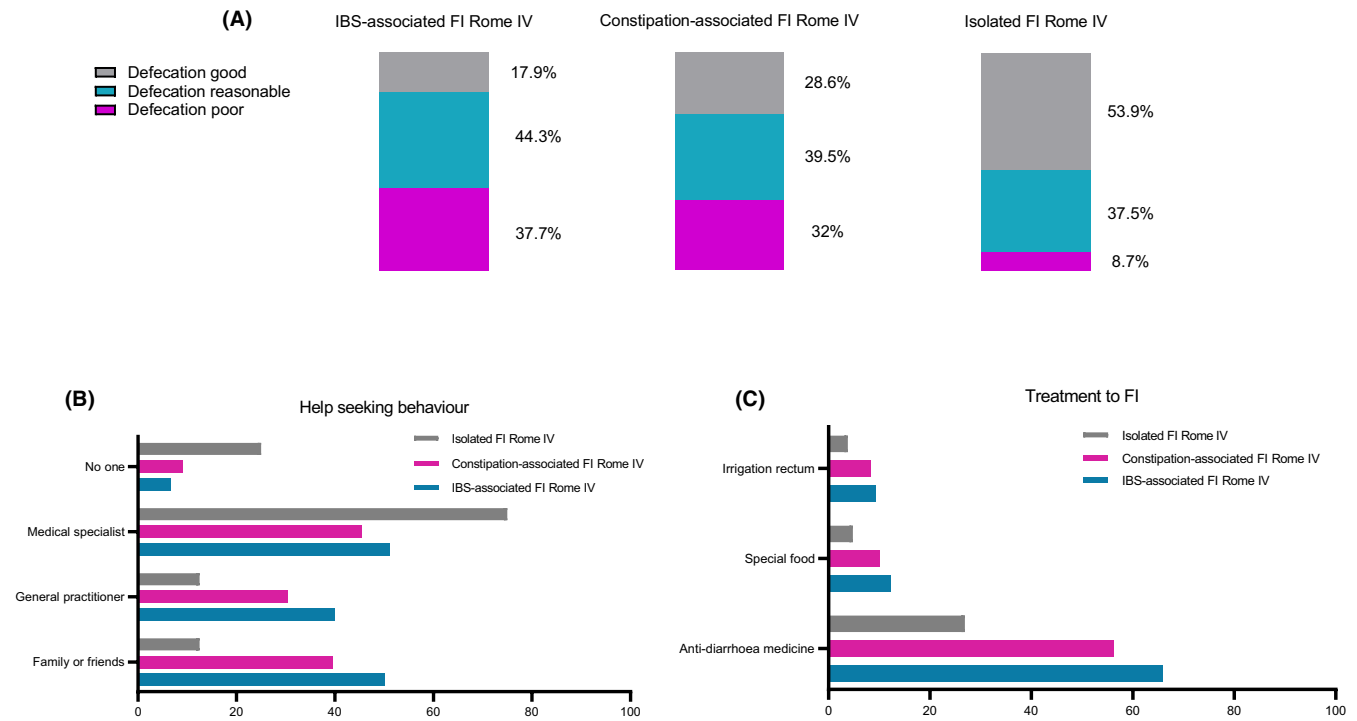 (A)
IBS-associated FI Rome IV
Constipation-associated FI Rome IV
Isolated FI Rome IV
Defecation good
Defecation reasonable
Defecation poor
17.9%
44.3%
37.7%
28.6%
39.5%
32%
53.9%
37.5%
8.7%
(B)
Help seeking behaviour
Isolated FI Rome IV
Constipation-associated FI Rome IV
IBS-associated FI Rome IV
No one
Medical specialist
General practitioner
Family or friends
0 20 40 60 80 100
(C)
Treatment to FI
Isolated FI Rome IV
Constipation-associated FI Rome IV
IBS-associated FI Rome IV
Irrigation rectum
Special food
Anti-diarrhoea medicine
0 20 40 60 80 100